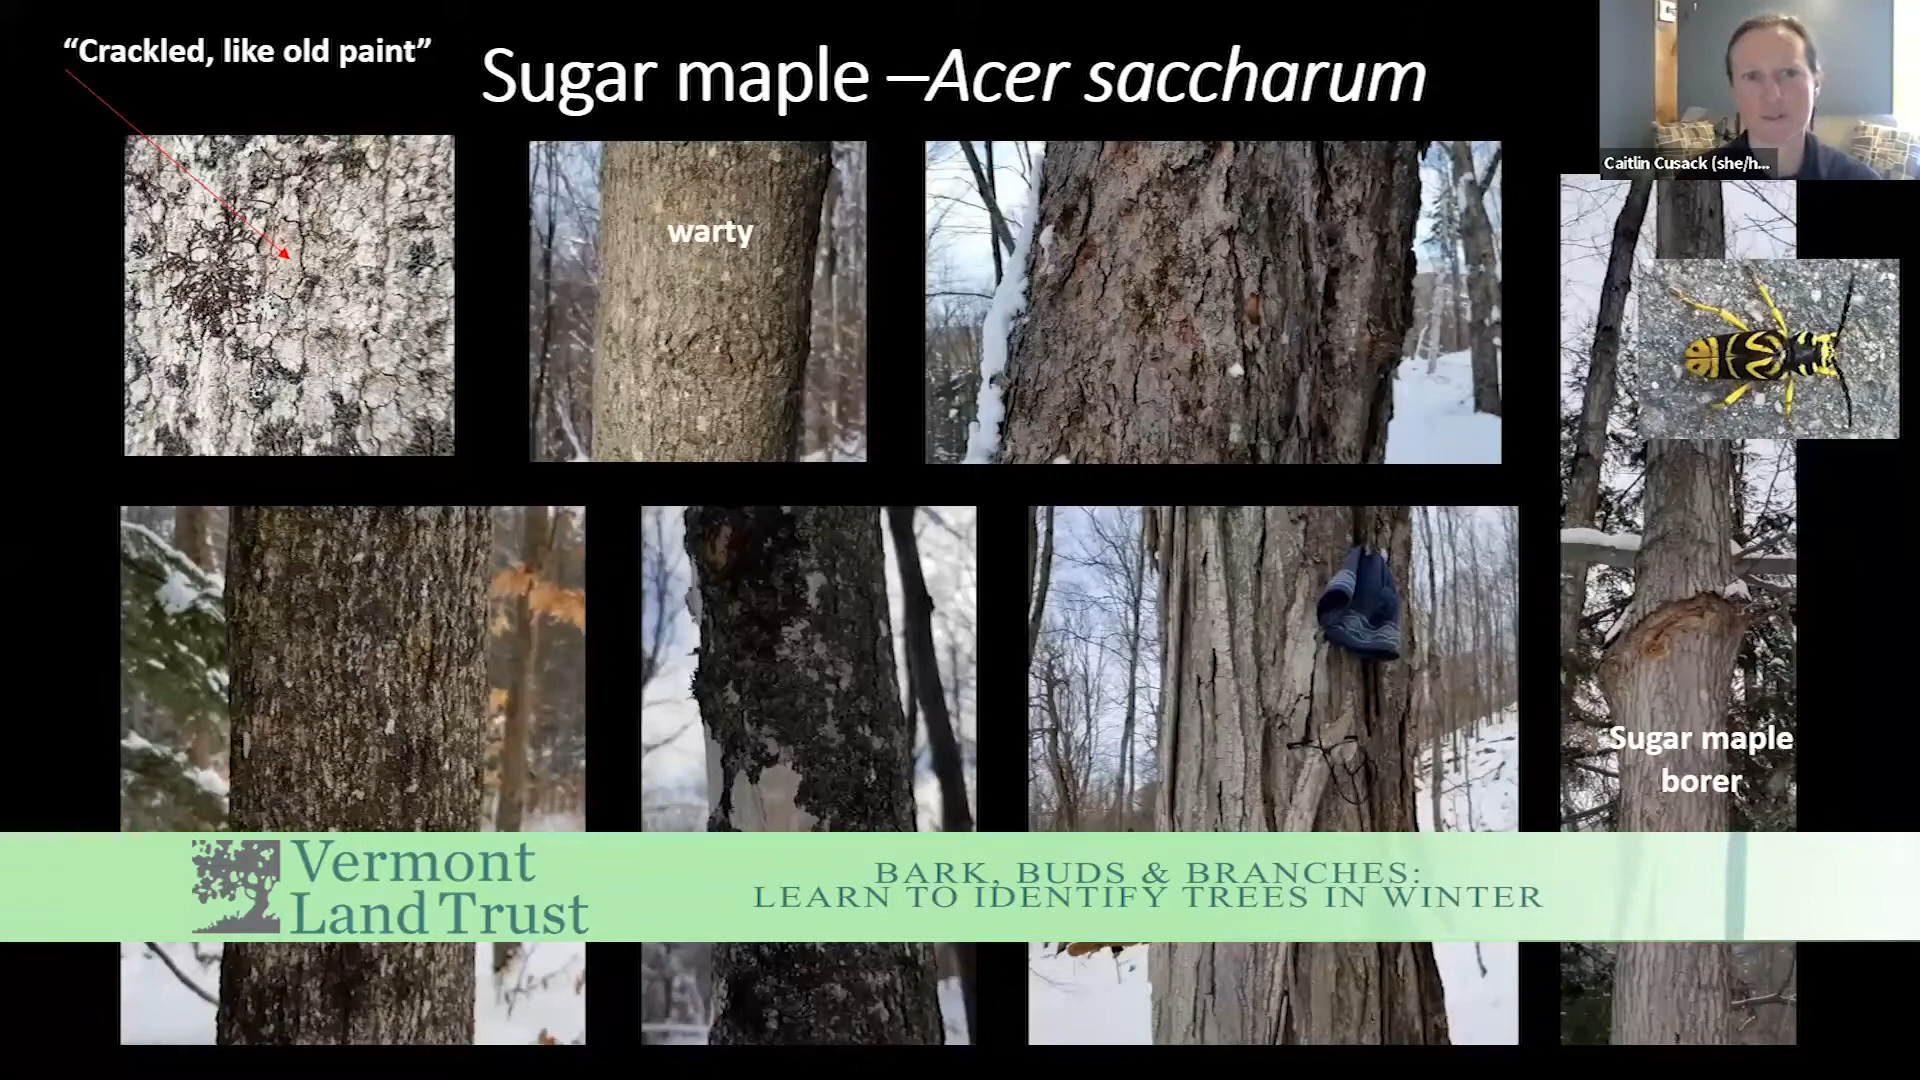 “Crackled, like old paint”
Sugar maple –Acer saccharum
Caitlin Cusack (she/h...
warty
Sugar maple
borer
Vermont
Land Trust
BARK, BUDS & BRANCHES:
LEARN TO IDENTIFY TREES IN WINTER